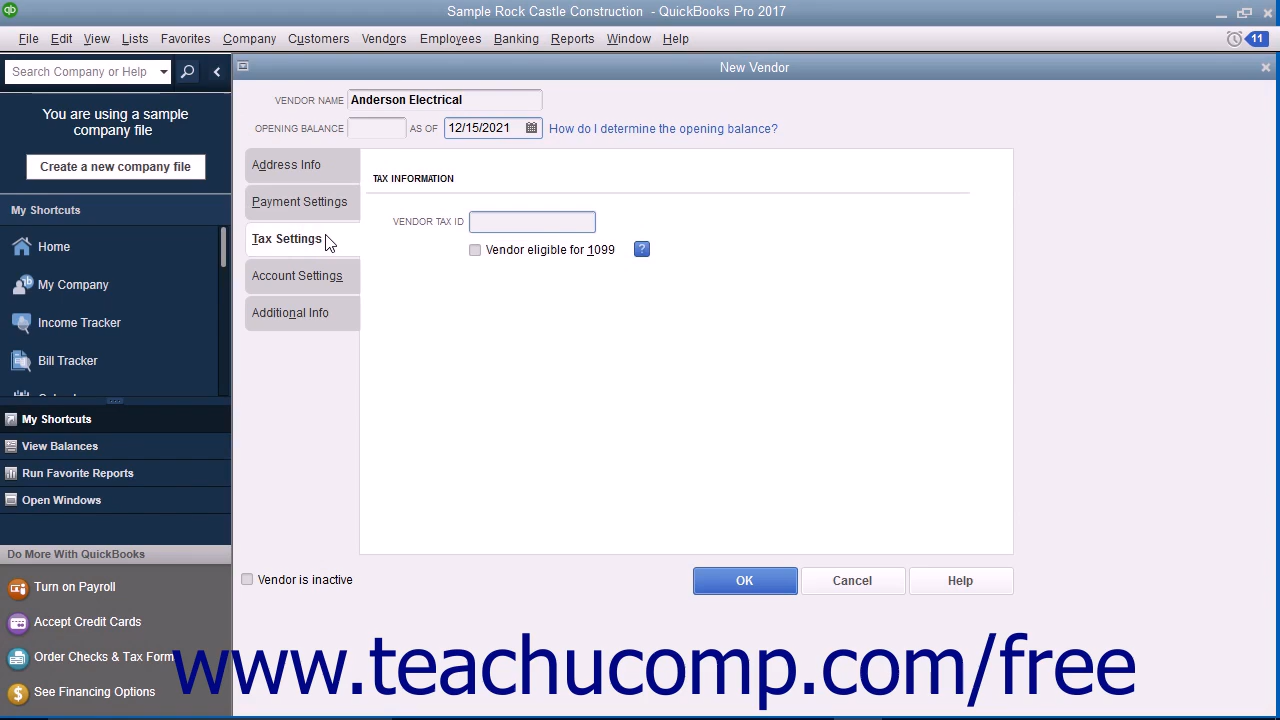 Sample Rock Castle Construction - QuickBooks Pro 2017
File Edit View Lists Favorites Company Customers Vendors Employees Banking Reports Window Help
11
Search Company or Help
You are using a sample
company file
Create a new company file
My Shortcuts
Home
My Company
Income Tracker
Bill Tracker
My Shortcuts
View Balances
Run Favorite Reports
Open Windows
Do More With QuickBooks
Turn on Payroll
Accept Credit Cards
Order Checks & Tax Form
See Financing Options
New Vendor
VENDOR NAME Anderson Electrical
OPENING BALANCE AS OF 12/15/2021 How do I determine the opening balance?
Address Info
Payment Settings
Tax Settings
Account Settings
Additional Info
TAX INFORMATION
VENDOR TAX ID
Vendor eligible for 1099 ?
Vendor is inactive
OK Cancel Help
www.teachucomp.com/free